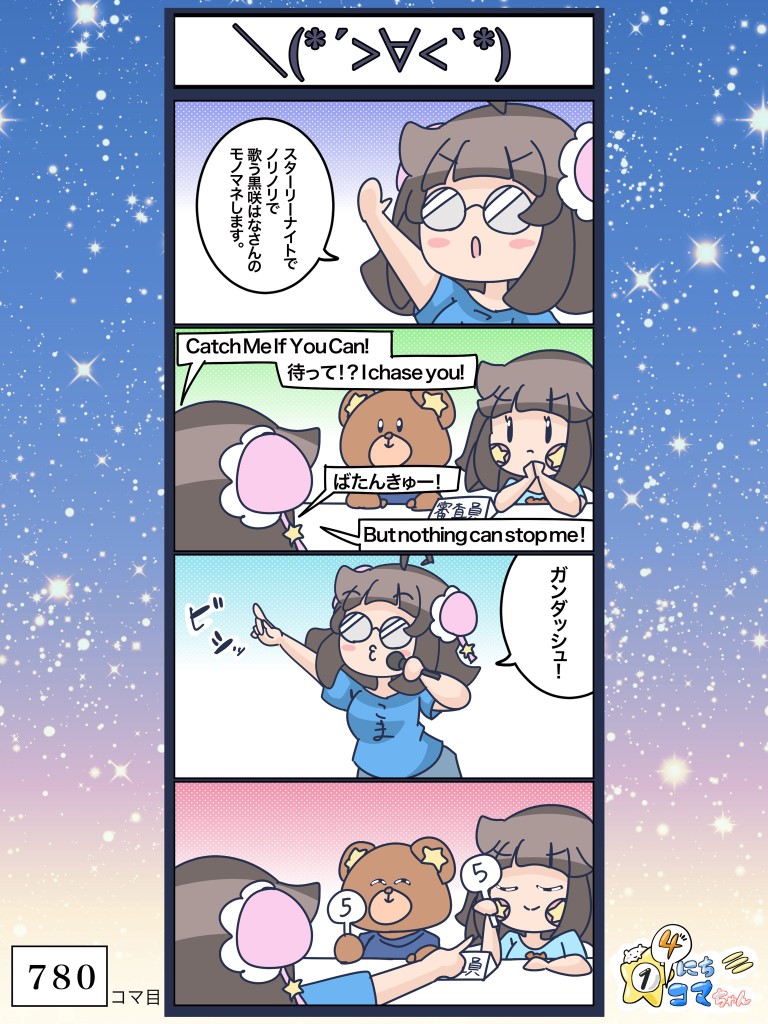 ＼(*´>∀<`*)
スターリーナイトで
ノリノリで
歌う黒咲はなさんの
モノマネします。
Catch Me If You Can!
待って!？I chase you!
ばたんきゅー!
審査員
But nothing can stop me!
ガンダッシュ!
ビシッ
こま
5
5
員
780
コマ目
4
1
にち
コマちゃん